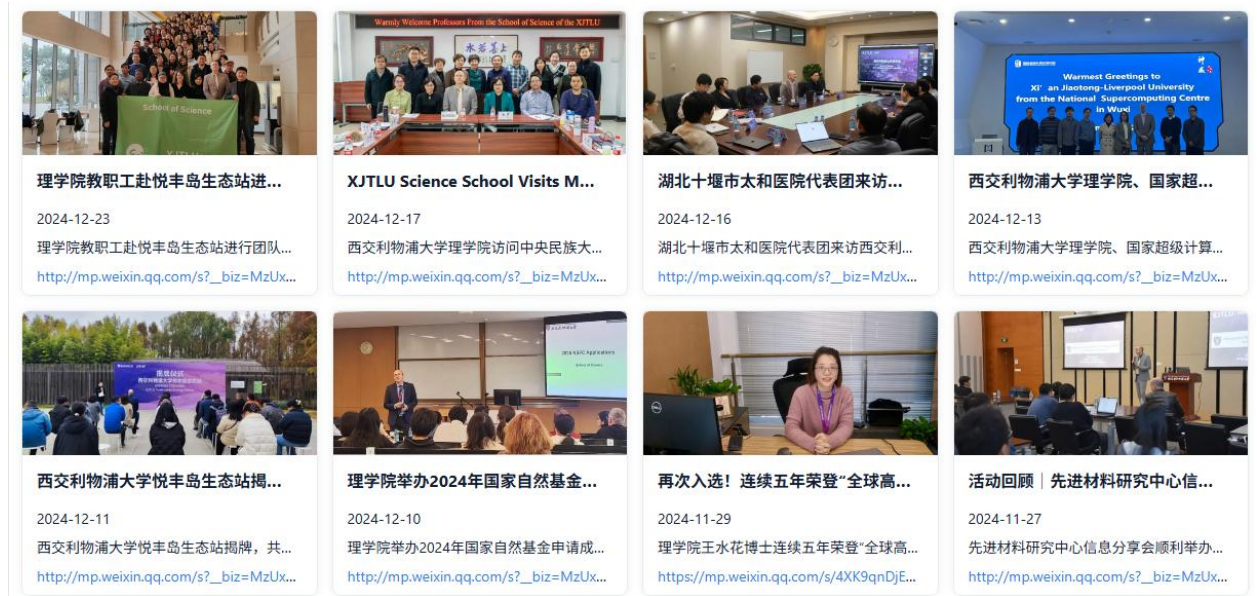 School of Science
XJTLU
理学院教职工赴悦丰岛生态站进...
2024-12-23
理学院教职工赴悦丰岛生态站进行团队...
http://mp.weixin.qq.com/s?__biz=MzUx...
Warmly Welcome Professors From the School of Science of the XJTLU
XJTLU Science School Visits M...
2024-12-17
西交利物浦大学理学院访问中央民族大...
http://mp.weixin.qq.com/s?__biz=MzUx...
湖北十堰市太和医院代表团来访...
2024-12-16
湖北十堰市太和医院代表团来访西交利...
http://mp.weixin.qq.com/s?__biz=MzUx...
Warmest Greetings to
Xi' an Jiaotong-Liverpool University
from the National Supercomputing Centre
in Wuxi
西交利物浦大学理学院、国家超...
2024-12-13
西交利物浦大学理学院、国家超级计算...
http://mp.weixin.qq.com/s?__biz=MzUx...
西交利物浦大学悦丰岛生态站揭...
2024-12-11
西交利物浦大学悦丰岛生态站揭牌，共...
http://mp.weixin.qq.com/s?__biz=MzUx...
理学院举办2024年国家自然基金...
2024-12-10
理学院举办2024年国家自然基金申请成...
http://mp.weixin.qq.com/s?__biz=MzUx...
DELL
再次入选！连续五年荣登“全球高...
2024-11-29
理学院王水花博士连续五年荣登“全球高...
https://mp.weixin.qq.com/s/4XK9qnDjE...
活动回顾｜先进材料研究中心信...
2024-11-27
先进材料研究中心信息分享会顺利举办...
http://mp.weixin.qq.com/s?__biz=MzUx...